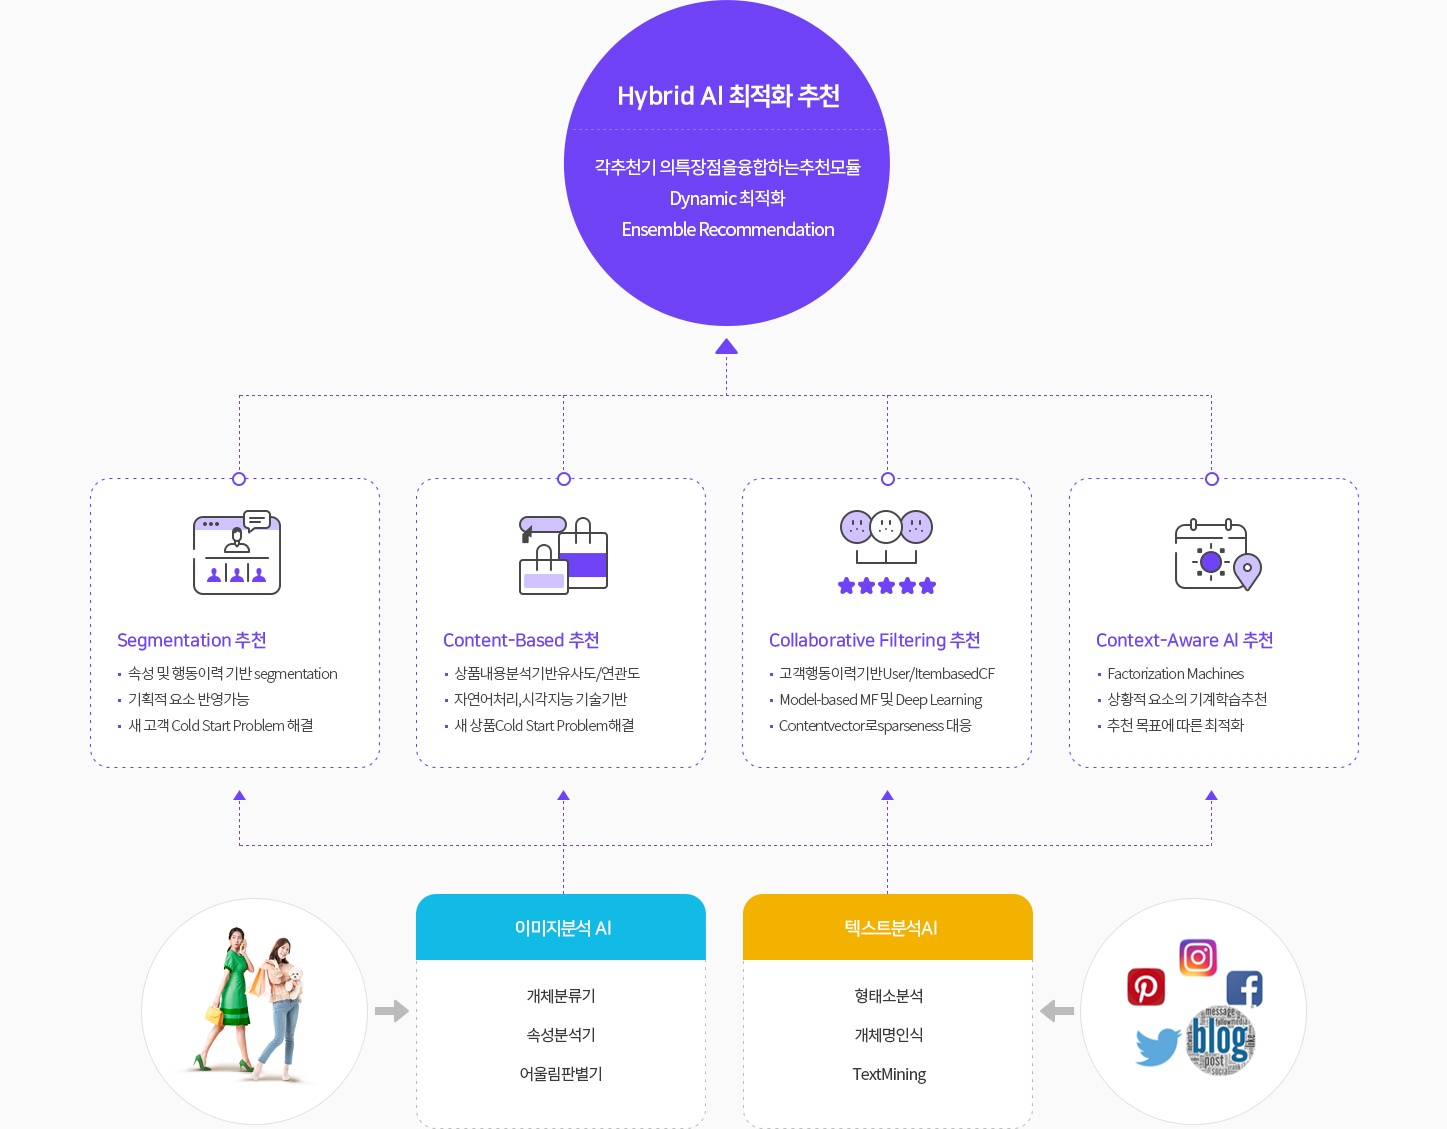 Hybrid AI 최적화 추천
각추천기 의특장점을융합하는추천모듈
Dynamic 최적화
Ensemble Recommendation
Segmentation 추천
속성 및 행동이력 기반 segmentation
기획적 요소 반영가능
새 고객 Cold Start Problem 해결
Content-Based 추천
상품내용분석기반유사도/연관도
자연어처리,시각지능 기술기반
새 상품Cold Start Problem해결
Collaborative Filtering 추천
고객행동이력기반User/ItembasedCF
Model-based MF 및 Deep Learning
Contentvector로sparseness 대응
Context-Aware AI 추천
Factorization Machines
상황적 요소의 기계학습추천
추천 목표에 따른 최적화
이미지분석 AI
개체분류기
속성분석기
어울림판별기
텍스트분석AI
형태소분석
개체명인식
TextMining
message
blog
post
social